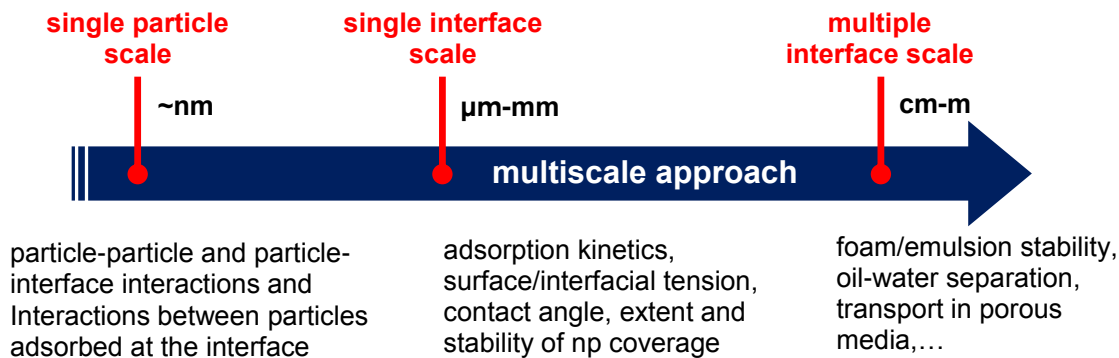 single particle
scale
single interface
scale
multiple
interface scale
~nm
µm-mm
cm-m
multiscale approach
particle-particle and particle-
interface interactions and
Interactions between particles
adsorbed at the interface
adsorption kinetics,
surface/interfacial tension,
contact angle, extent and
stability of np coverage
foam/emulsion stability,
oil-water separation,
transport in porous
media,...